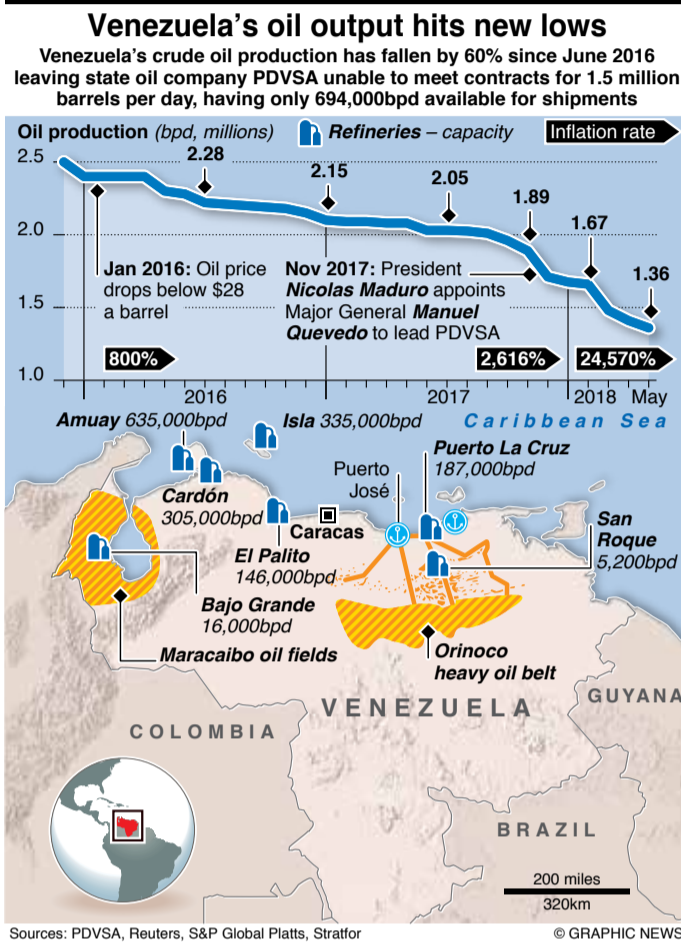 Venezuela's oil output hits new lows
Venezuela's crude oil production has fallen by 60% since June 2016
leaving state oil company PDVSA unable to meet contracts for 1.5 million
barrels per day, having only 694,000bpd available for shipments
Oil production (bpd, millions)
Refineries – capacity
Inflation rate
2.5
2.28
2.15
2.05
1.89
1.67
1.36
2.0
1.5
1.0
Jan 2016: Oil price
drops below $28
a barrel
Nov 2017: President
Nicolas Maduro appoints
Major General Manuel
Quevedo to lead PDVSA
800%
2,616%
24,570%
2016
2017
2018
May
Amuay 635,000bpd
Isla 335,000bpd
Caribbean Sea
Puerto La Cruz
187,000bpd
Puerto
José
Cardón
305,000bpd
Caracas
San
Roque
5,200bpd
El Palito
146,000bpd
Bajo Grande
16,000bpd
Maracaibo oil fields
Orinoco
heavy oil belt
VENEZUELA
GUYANA
COLOMBIA
BRAZIL
200 miles
320km
Sources: PDVSA, Reuters, S&P Global Platts, Stratfor
© GRAPHIC NEWS